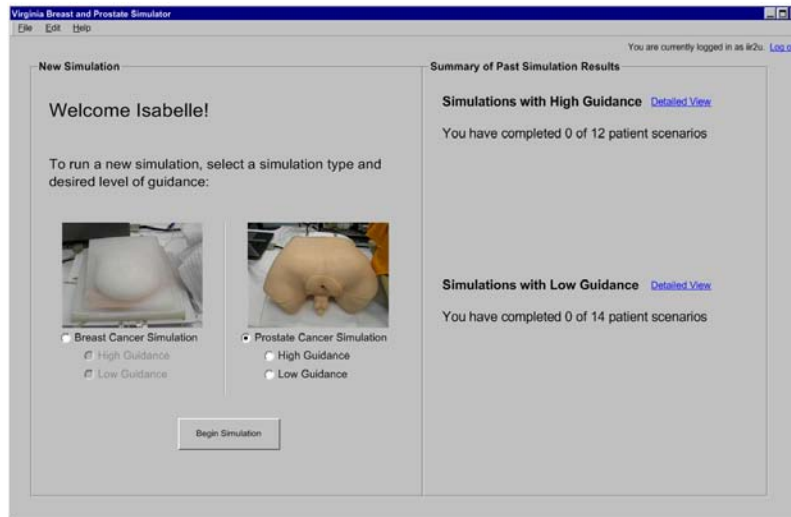 Virginia Breast and Prostate Simulator
File Edit Help
You are currently logged in as iir2u. Log o
New Simulation
Welcome Isabelle!
To run a new simulation, select a simulation type and
desired level of guidance:
Breast Cancer Simulation
High Guidance
Low Guidance
Prostate Cancer Simulation
High Guidance
Low Guidance
Begin Simulation
Summary of Past Simulation Results
Simulations with High Guidance Detailed View
You have completed 0 of 12 patient scenarios
Simulations with Low Guidance Detailed View
You have completed 0 of 14 patient scenarios